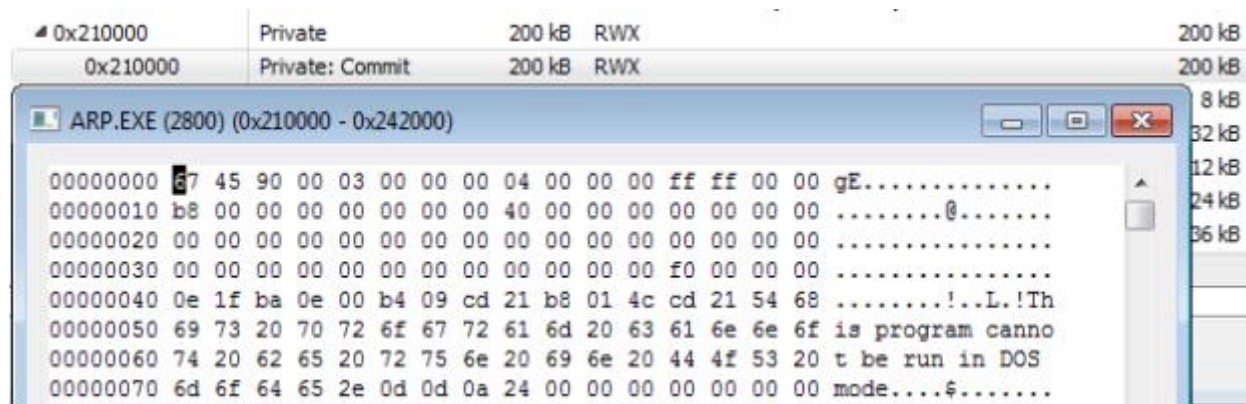 0x210000 Private 200 kB RWX 200 kB
0x210000 Private: Commit 200 kB RWX 200 kB
8 kB
ARP.EXE (2800) (0x210000 - 0x242000)
32 kB
12 kB
00000000 67 45 90 00 03 00 00 00 04 00 00 00 ff ff 00 00 gE..............
24 kB
00000010 b8 00 00 00 00 00 00 00 40 00 00 00 00 00 00 00 ........@.......
00000020 00 00 00 00 00 00 00 00 00 00 00 00 00 00 00 00 ................
36 kB
00000030 00 00 00 00 00 00 00 00 00 00 00 00 f0 00 00 00 ................
00000040 0e 1f ba 0e 00 b4 09 cd 21 b8 01 4c cd 21 54 68 ........!..L.!Th
00000050 69 73 20 70 72 6f 67 72 61 6d 20 63 61 6e 6e 6f is program canno
00000060 74 20 62 65 20 72 75 6e 20 69 6e 20 44 4f 53 20 t be run in DOS
00000070 6d 6f 64 65 2e 0d 0d 0a 24 00 00 00 00 00 00 00 mode....$.......